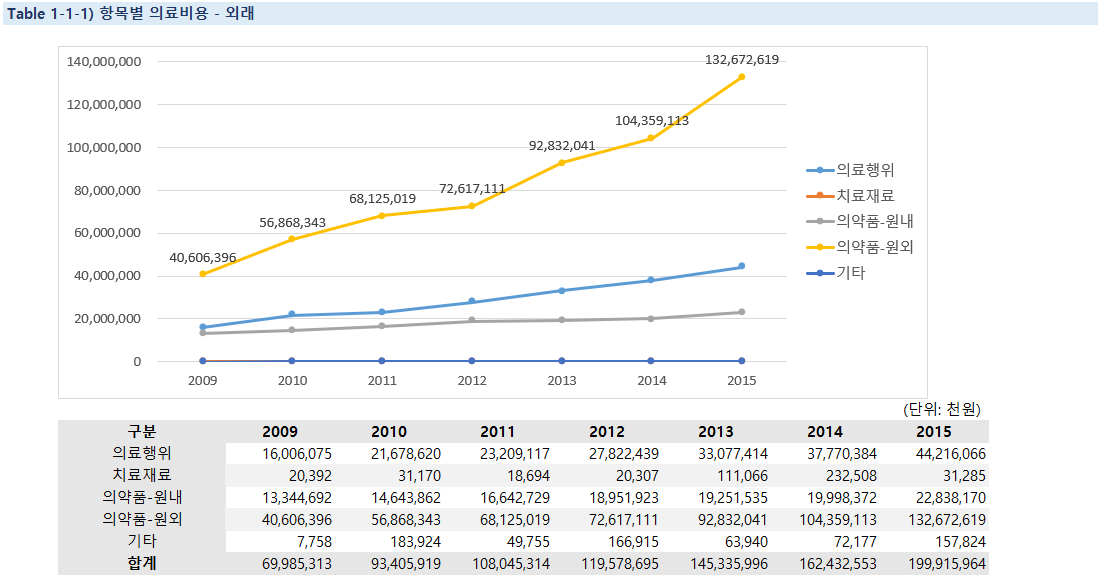 Table 1-1-1) 항목별 의료비용 - 외래
140,000,000
120,000,000
100,000,000
80,000,000
60,000,000
40,000,000
20,000,000
0
40,606,396
56,868,343
68,125,019
72,617,111
92,832,041
104,359,113
132,672,619
2009 2010 2011 2012 2013 2014 2015
의료행위
치료재료
의약품-원내
의약품-원외
기타
(단위: 천원)
구분 2009 2010 2011 2012 2013 2014 2015
의료행위 16,006,075 21,678,620 23,209,117 27,822,439 33,077,414 37,770,384 44,216,066
치료재료 20,392 31,170 18,694 20,307 111,066 232,508 31,285
의약품-원내 13,344,692 14,643,862 16,642,729 18,951,923 19,251,535 19,998,372 22,838,170
의약품-원외 40,606,396 56,868,343 68,125,019 72,617,111 92,832,041 104,359,113 132,672,619
기타 7,758 183,924 49,755 166,915 63,940 72,177 157,824
합계 69,985,313 93,405,919 108,045,314 119,578,695 145,335,996 162,432,553 199,915,964